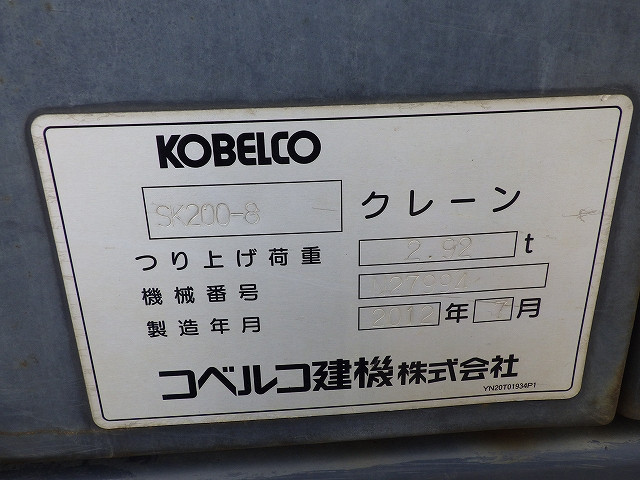 KOBELCO
SK200-8 クレーン
つり上げ荷重 2.92 t
機械番号
製造年月 2012 年 7 月
コベルコ建機株式会社
YN20T01934P1